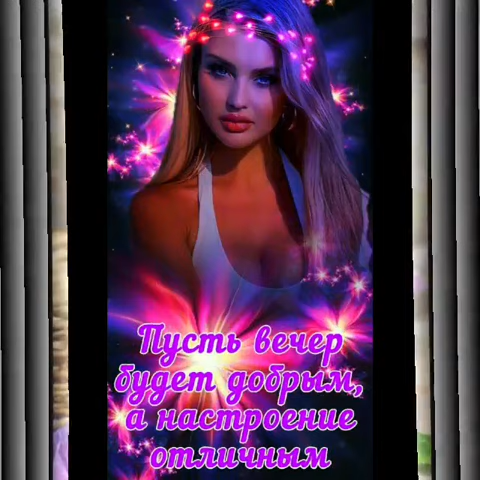 Пусть вечер
будет добрым,
а настроение
отличным